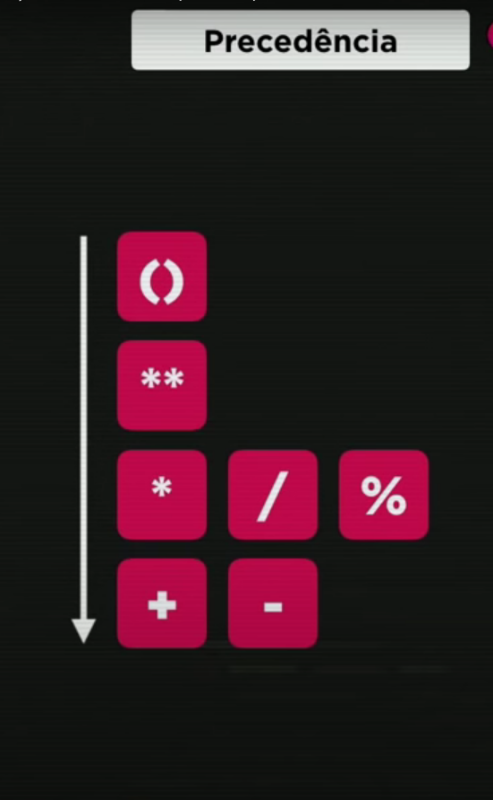 Precedência
()
**
* / %
+ -